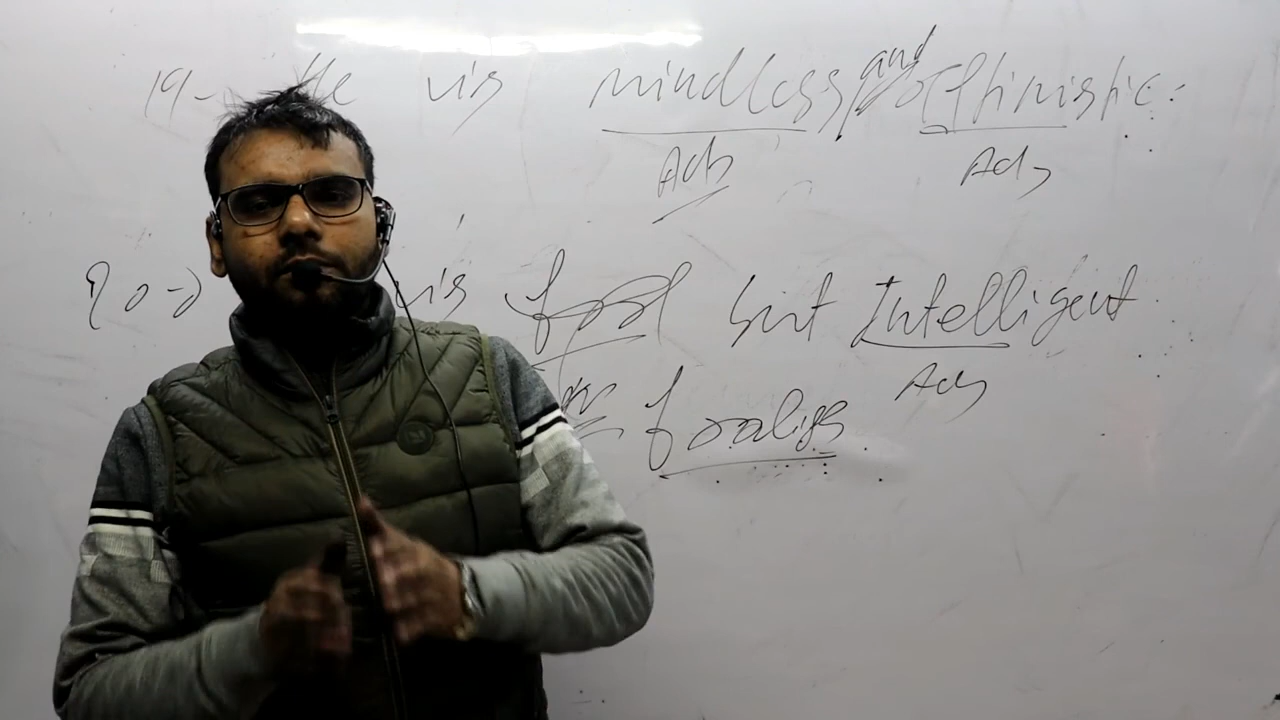 19- He is mindless and optimistic.
Adj Adj
20- is fool but Intelligent.
Adj
foolish